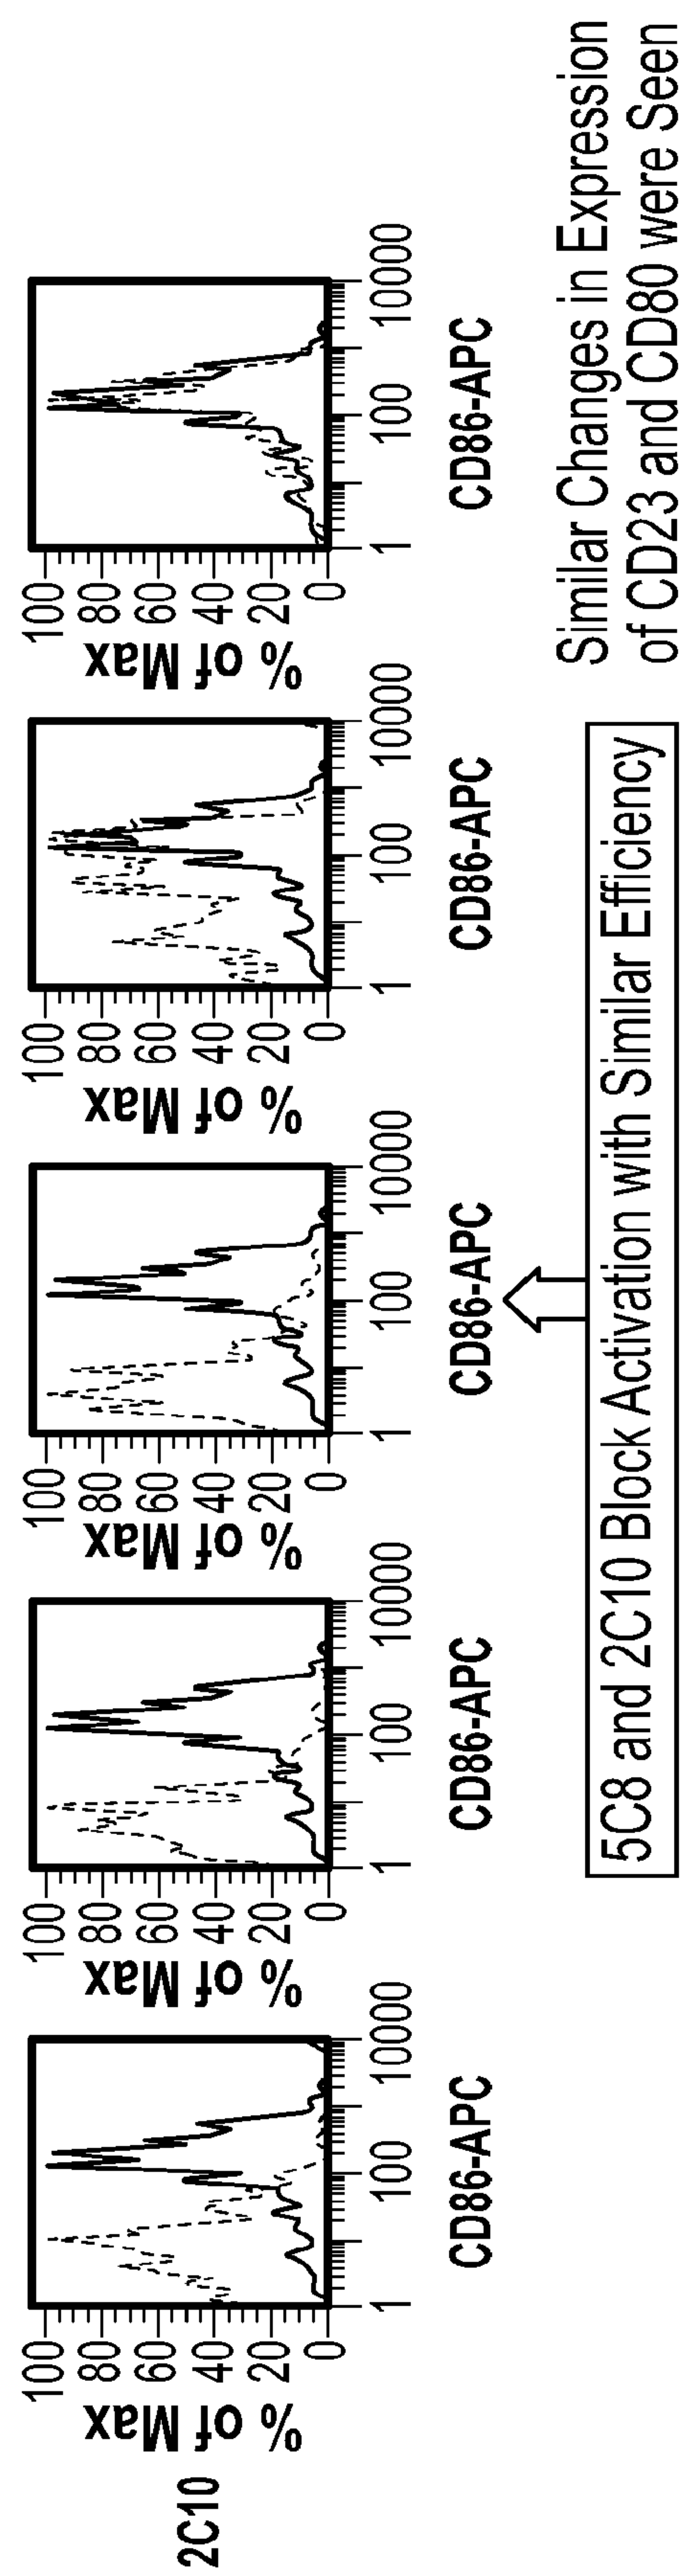 2C10
% of Max
100
80
60
40
20
0
1 100 10000
CD86-APC
% of Max
100
80
60
40
20
0
1 100 10000
CD86-APC
% of Max
100
80
60
40
20
0
1 100 10000
CD86-APC
% of Max
100
80
60
40
20
0
1 100 10000
CD86-APC
% of Max
100
80
60
40
20
0
1 100 10000
CD86-APC
5C8 and 2C10 Block Activation with Similar Efficiency
Similar Changes in Expression
of CD23 and CD80 were Seen